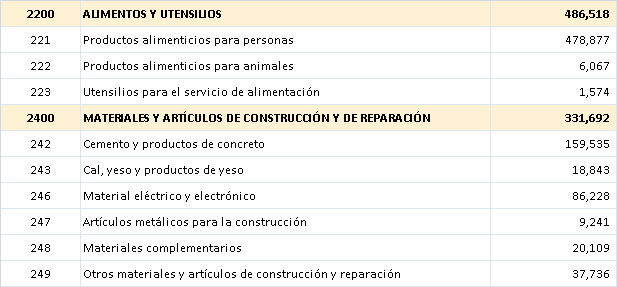 2200 ALIMENTOS Y UTENSILIOS 486,518
221 Productos alimenticios para personas 478,877
222 Productos alimenticios para animales 6,067
223 Utensilios para el servicio de alimentación 1,574
2400 MATERIALES Y ARTÍCULOS DE CONSTRUCCIÓN Y DE REPARACIÓN 331,692
242 Cemento y productos de concreto 159,535
243 Cal, yeso y productos de yeso 18,843
246 Material eléctrico y electrónico 86,228
247 Artículos metálicos para la construcción 9,241
248 Materiales complementarios 20,109
249 Otros materiales y artículos de construcción y reparación 37,736